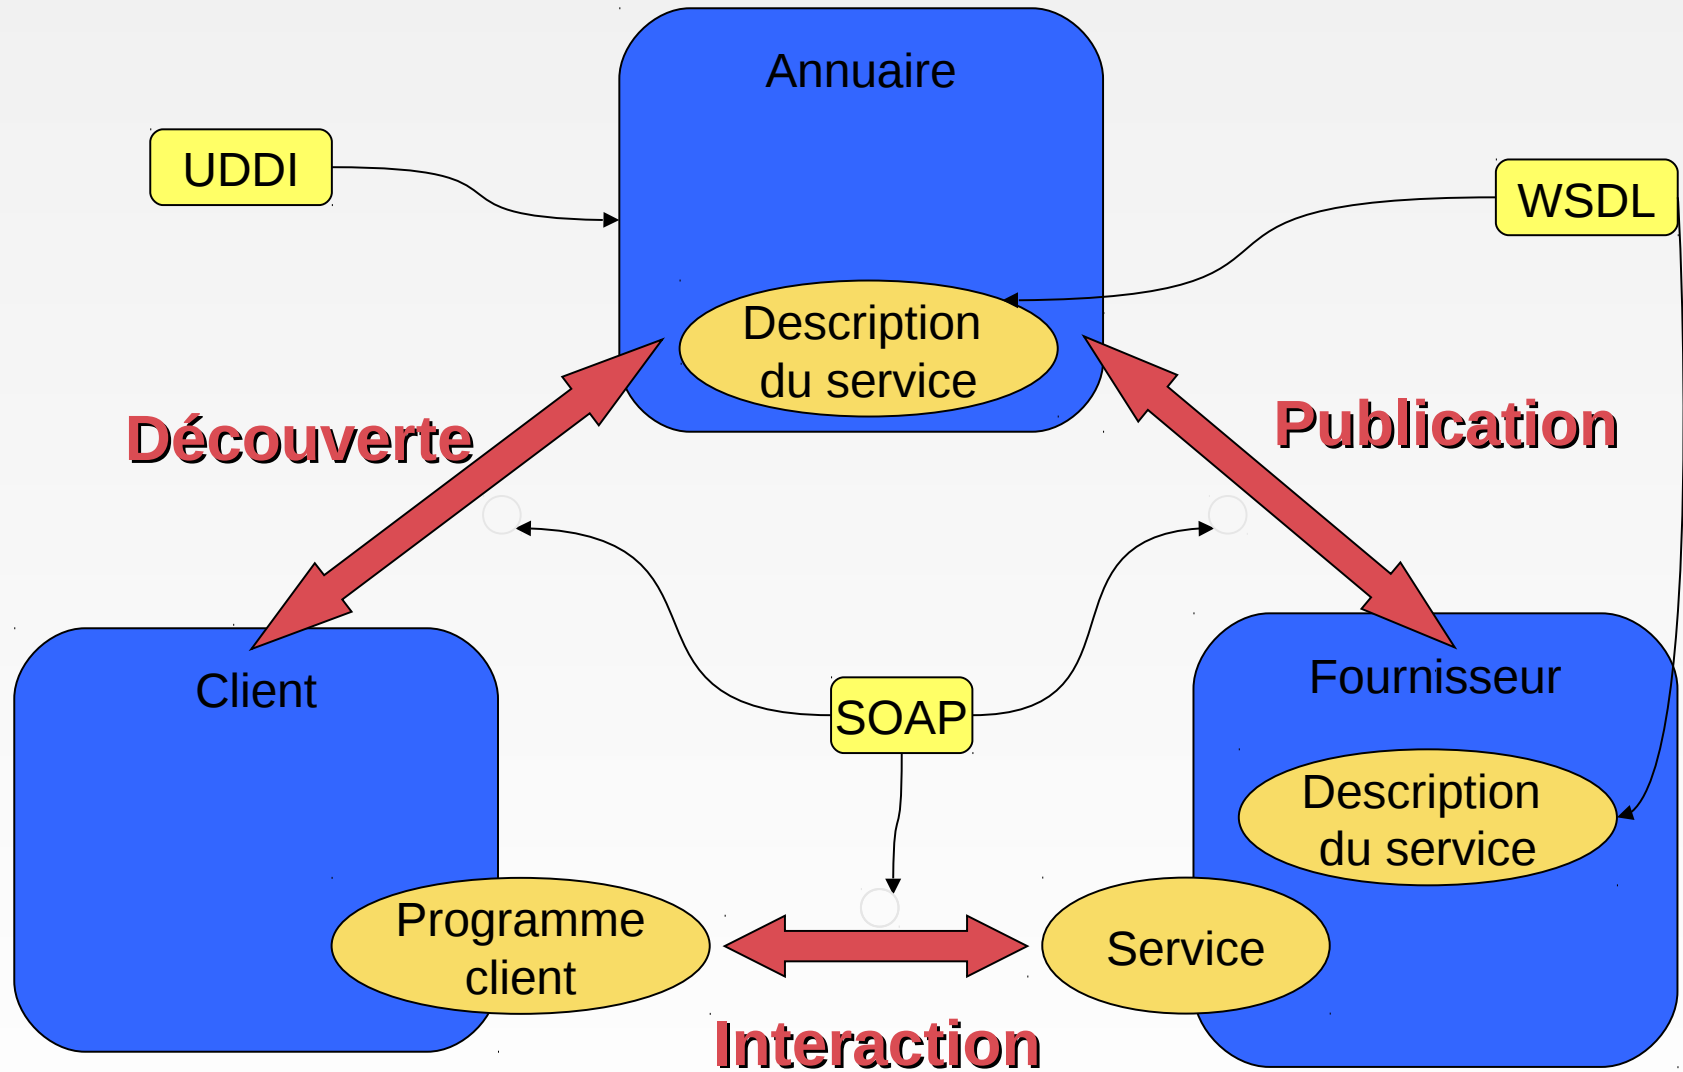 Annuaire
UDDI
WSDL
Description
du service
Découverte
Publication
Client
SOAP
Fournisseur
Description
du service
Programme
client
Service
Interaction